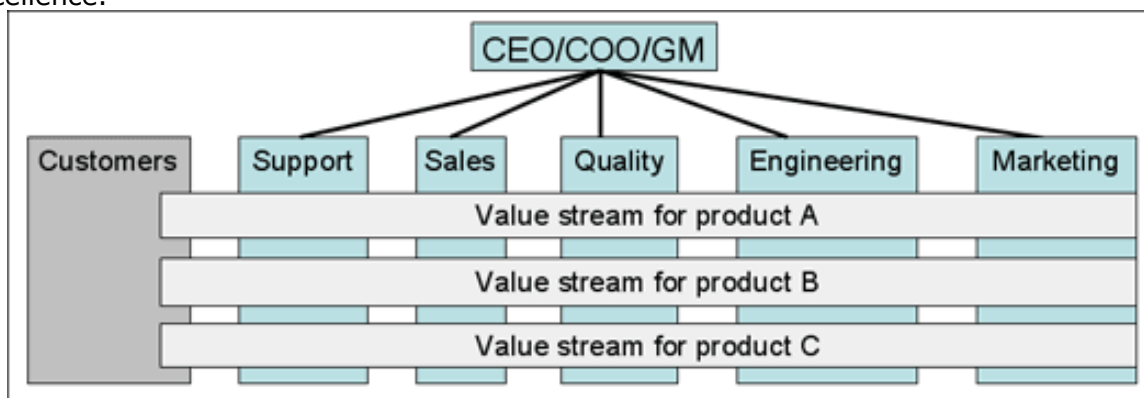 CEO/COO/GM
Customers
Support
Sales
Quality
Engineering
Marketing
Value stream for product A
Value stream for product B
Value stream for product C